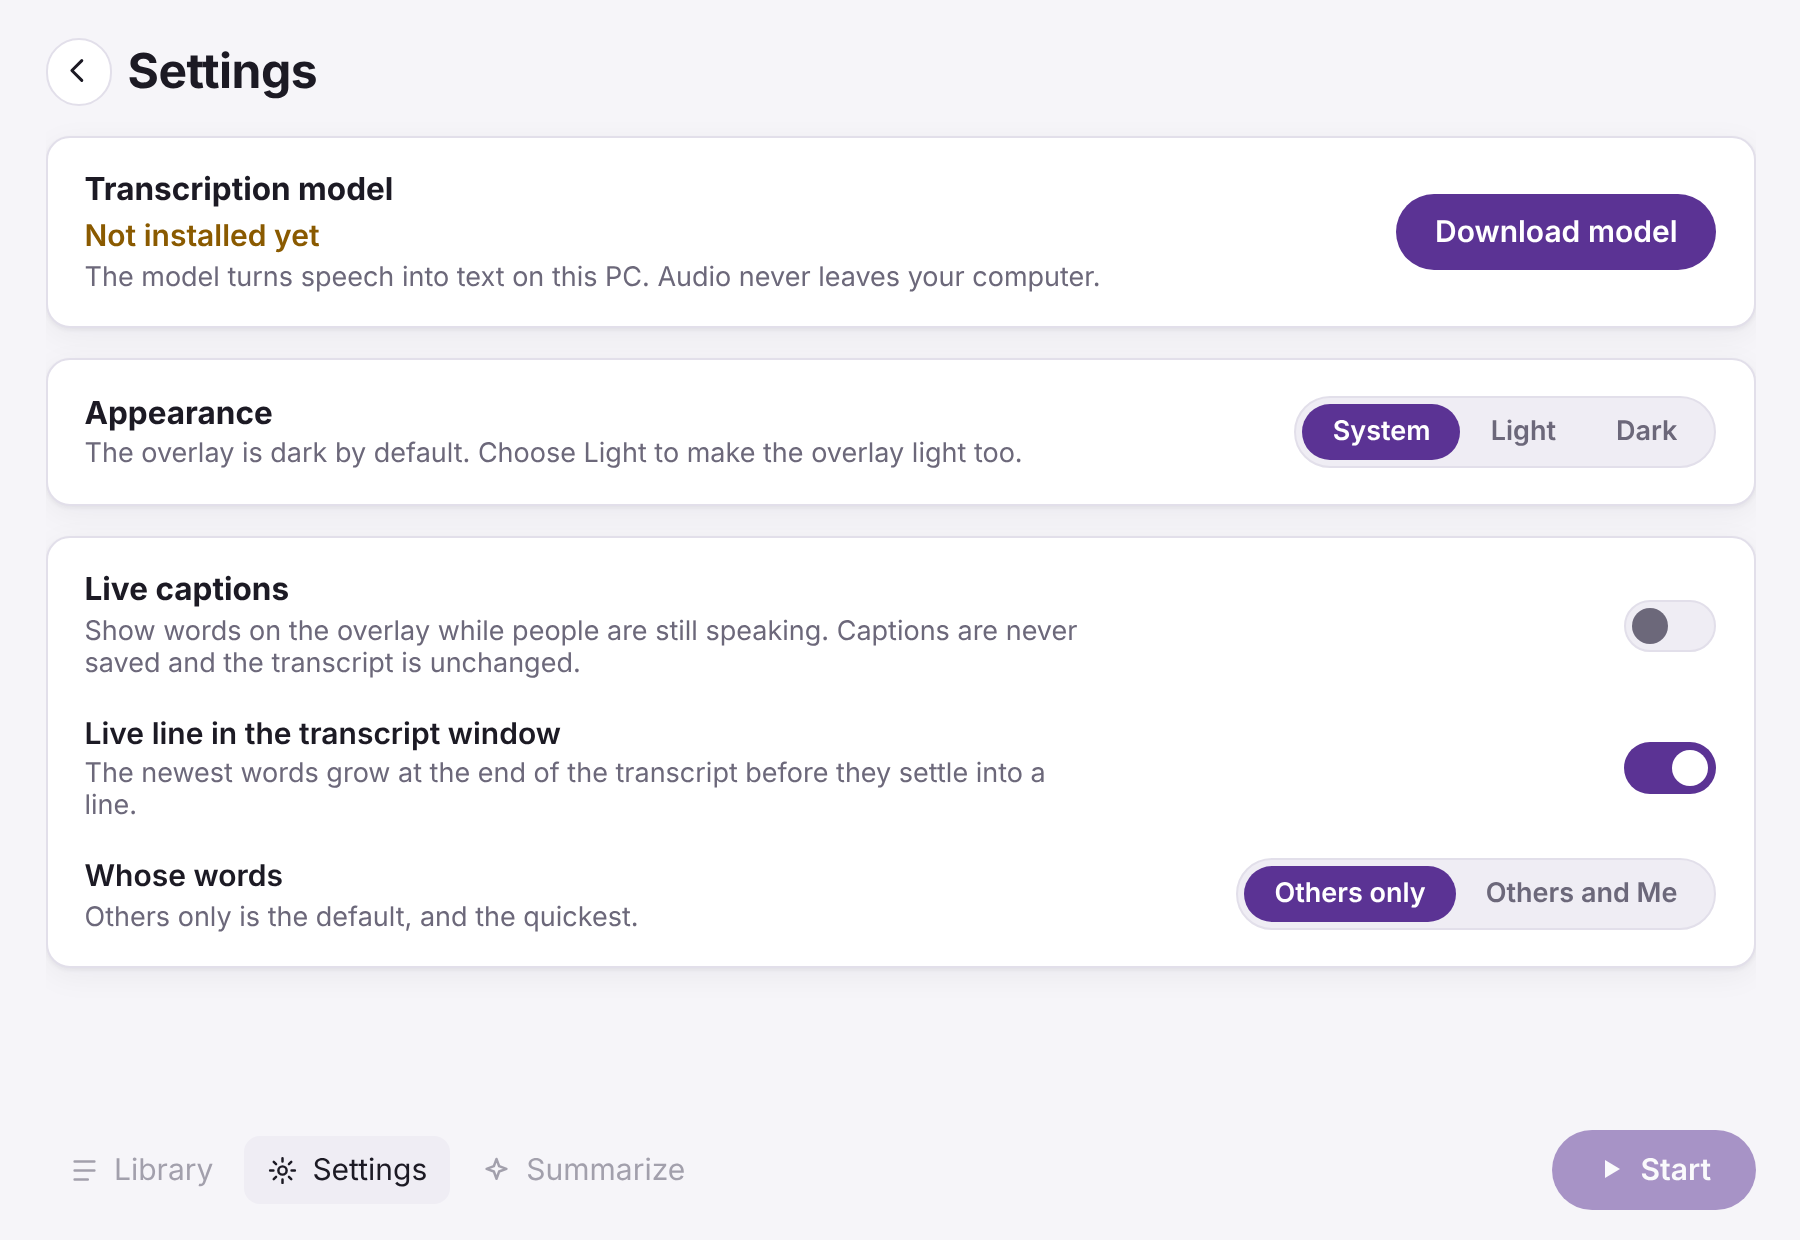 Settings
Transcription model
Not installed yet
The model turns speech into text on this PC. Audio never leaves your computer.
Download model
Appearance
The overlay is dark by default. Choose Light to make the overlay light too.
System
Light
Dark
Live captions
Show words on the overlay while people are still speaking. Captions are never
saved and the transcript is unchanged.
Live line in the transcript window
The newest words grow at the end of the transcript before they settle into a
line.
Whose words
Others only is the default, and the quickest.
Others only
Others and Me
Library
Settings
Summarize
Start